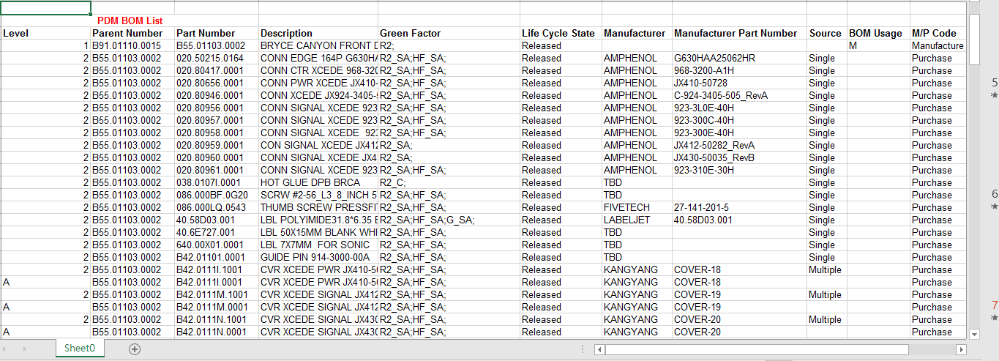 PDM BOM List
Level Parent Number Part Number Description Green Factor Life Cycle State Manufacturer Manufacturer Part Number Source BOM Usage M/P Code
1 B91.01110.0015 B55.01103.0002 BRYCE CANYON FRONT R2; Released M Manufacture
2 B55.01103.0002 020.50215.0164 CONN EDGE 164P G630HA R2_SA;HF_SA; Released AMPHENOL G630HAA25062HR Single Purchase
2 B55.01103.0002 020.80417.0001 CONN CTR XCEDE 968-320 R2_SA;HF_SA; Released AMPHENOL 968-3200-A1H Single Purchase
2 B55.01103.0002 020.80656.0001 CONN PWR XCEDE JX410- R2_SA;HF_SA; Released AMPHENOL JX410-50728 Single Purchase
2 B55.01103.0002 020.80946.0001 CONN XCEDE JX924-3405- R2_SA;HF_SA; Released AMPHENOL C-924-3405-505_RevA Single Purchase
2 B55.01103.0002 020.80956.0001 CONN SIGNAL XCEDE 923 R2_SA;HF_SA; Released AMPHENOL 923-3L0E-40H Single Purchase
2 B55.01103.0002 020.80957.0001 CONN SIGNAL XCEDE 923 R2_SA;HF_SA; Released AMPHENOL 923-300C-40H Single Purchase
2 B55.01103.0002 020.80958.0001 CONN SIGNAL XCEDE 923 R2_SA;HF_SA; Released AMPHENOL 923-300E-40H Single Purchase
2 B55.01103.0002 020.80959.0001 CON SIGNAL XCEDE JX412 R2_SA; Released AMPHENOL JX412-50282_RevA Single Purchase
2 B55.01103.0002 020.80960.0001 CONN SIGNAL XCEDE JX4 R2_SA; Released AMPHENOL JX430-50035_RevB Single Purchase
2 B55.01103.0002 020.80961.0001 CONN SIGNAL XCEDE 923 R2_SA;HF_SA; Released AMPHENOL 923-310E-30H Single Purchase
2 B55.01103.0002 038.0107I.0001 HOT GLUE DPB BRCA R2_C; Released TBD Single Purchase
2 B55.01103.0002 086.000BF.0G20 SCRW #2-56_L3_8_INCH 5 R2_SA;HF_SA; Released TBD Single Purchase
2 B55.01103.0002 086.000LQ.0543 THUMB SCREW PRESSFI R2_SA;HF_SA; Released FIVETECH 27-141-201-5 Single Purchase
2 B55.01103.0002 40.58D03.001 LBL POLYIMIDE31.8*6.35 R2_SA;HF_SA;G_SA; Released LABELJET 40.58D03.001 Single Purchase
2 B55.01103.0002 40.6E727.001 LBL 50X15MM BLANK WHI R2_SA;HF_SA; Released TBD Single Purchase
2 B55.01103.0002 640.00X01.0001 LBL 7X7MM FOR SONIC R2_SA;HF_SA; Released TBD Single Purchase
2 B55.01103.0002 B42.01101.0001 GUIDE PIN 914-3000-00A R2_SA;HF_SA; Released TBD Single Purchase
2 B55.01103.0002 B42.0111I.1001 CVR XCEDE PWR JX410-5 R2_SA;HF_SA; Released KANGYANG COVER-18 Multiple Purchase
A B55.01103.0002 B42.0111I.0001 CVR XCEDE PWR JX410-5 R2_SA;HF_SA; Released KANGYANG COVER-18 Purchase
2 B55.01103.0002 B42.0111M.1001 CVR XCEDE SIGNAL JX412 R2_SA;HF_SA; Released KANGYANG COVER-19 Multiple Purchase
A B55.01103.0002 B42.0111M.0001 CVR XCEDE SIGNAL JX412 R2_SA;HF_SA; Released KANGYANG COVER-19 Purchase
2 B55.01103.0002 B42.0111N.1001 CVR XCEDE SIGNAL JX430 R2_SA;HF_SA; Released KANGYANG COVER-20 Multiple Purchase
A B55.01103.0002 B42.0111N.0001 CVR XCEDE SIGNAL JX430 R2_SA;HF_SA; Released KANGYANG COVER-20 Purchase
Sheet0
5
6
7